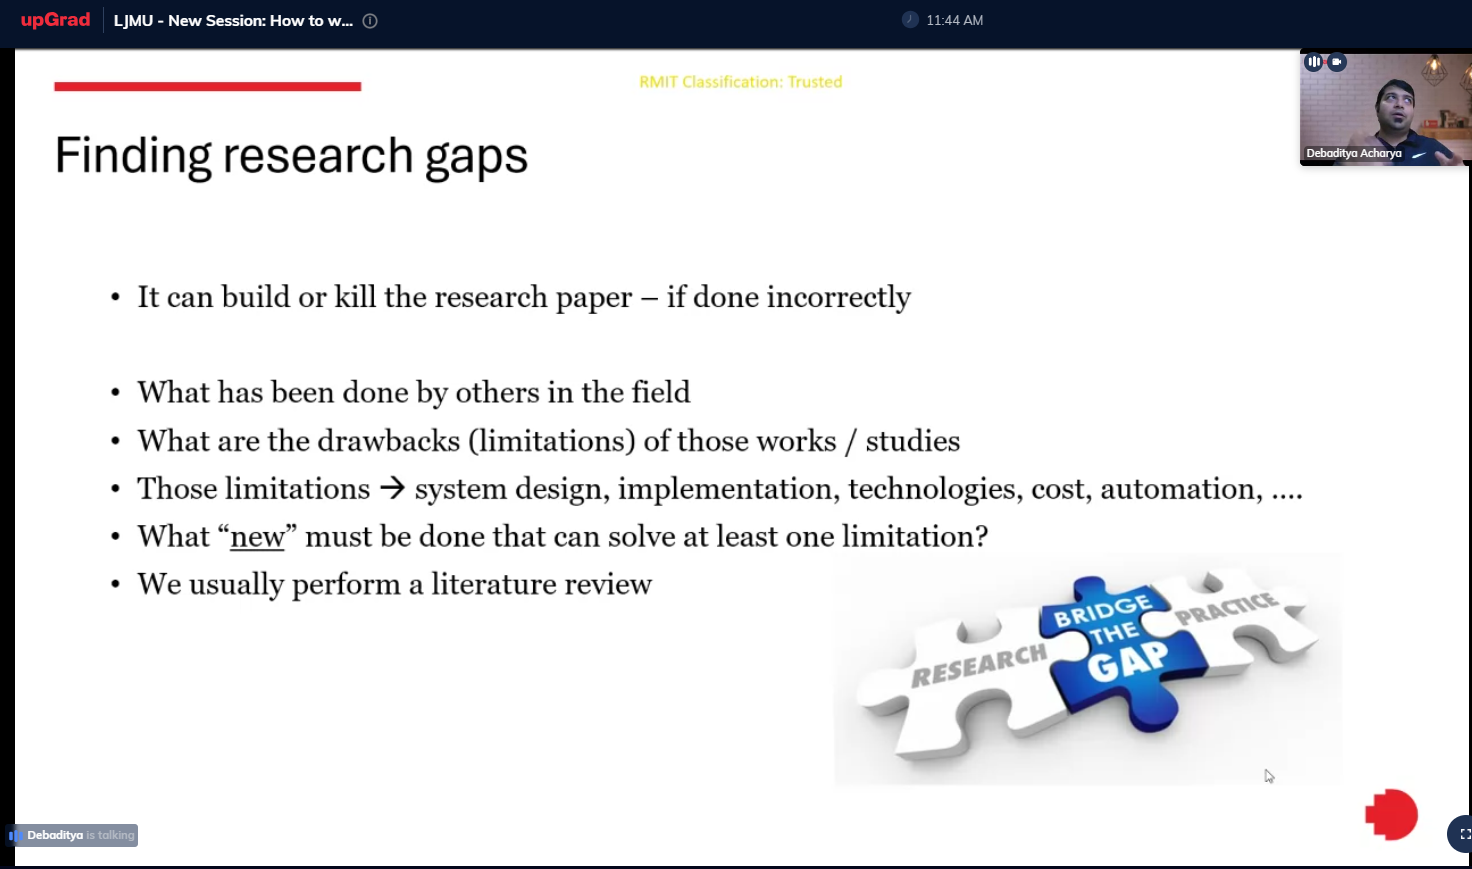 upGrad
LJMU - New Session: How to w...
11:44 AM
RMIT Classification: Trusted
Debaditya Acharya
Finding research gaps
• It can build or kill the research paper – if done incorrectly
• What has been done by others in the field
• What are the drawbacks (limitations) of those works / studies
• Those limitations → system design, implementation, technologies, cost, automation, ....
• What “new” must be done that can solve at least one limitation?
• We usually perform a literature review
RESEARCH
BRIDGE
THE
GAP
PRACTICE
Debaditya is talking